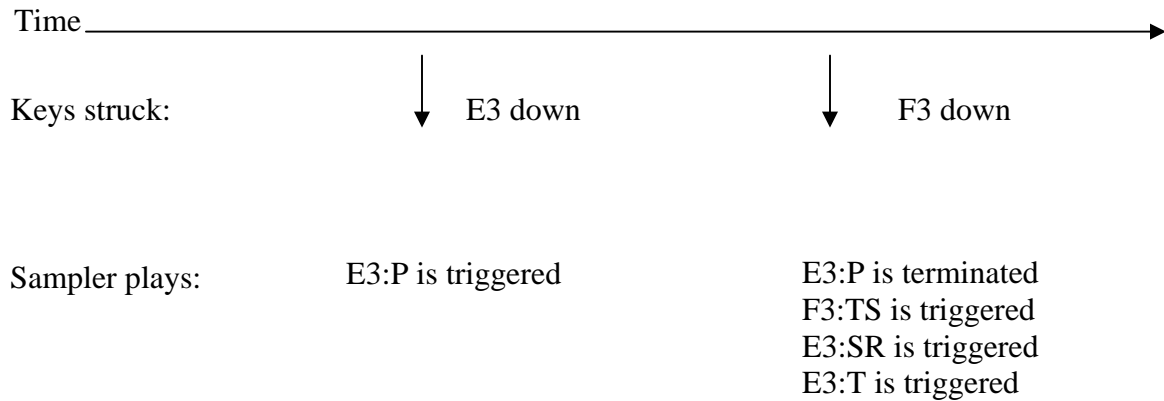 Time
Keys struck: E3 down F3 down
Sampler plays: E3:P is triggered E3:P is terminated
F3:TS is triggered
E3:SR is triggered
E3:T is triggered